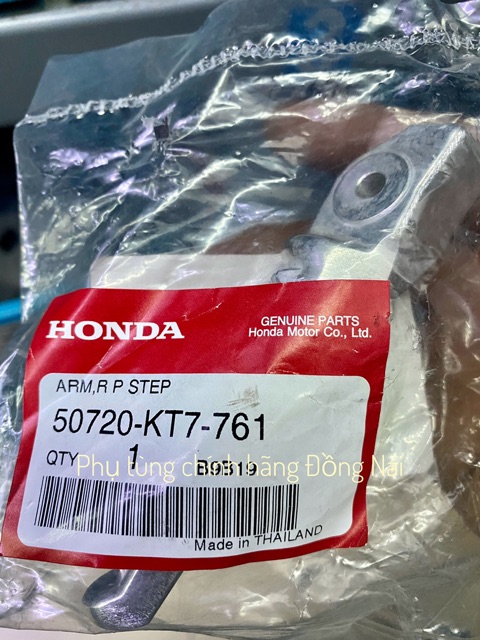 HONDA
GENUINE PARTS
Honda Motor Co., Ltd.
ARM,R P STEP
50720-KT7-761
QTY 1 B9319
Phụ tùng chính hãng Đồng Nai
Made in THAILAND